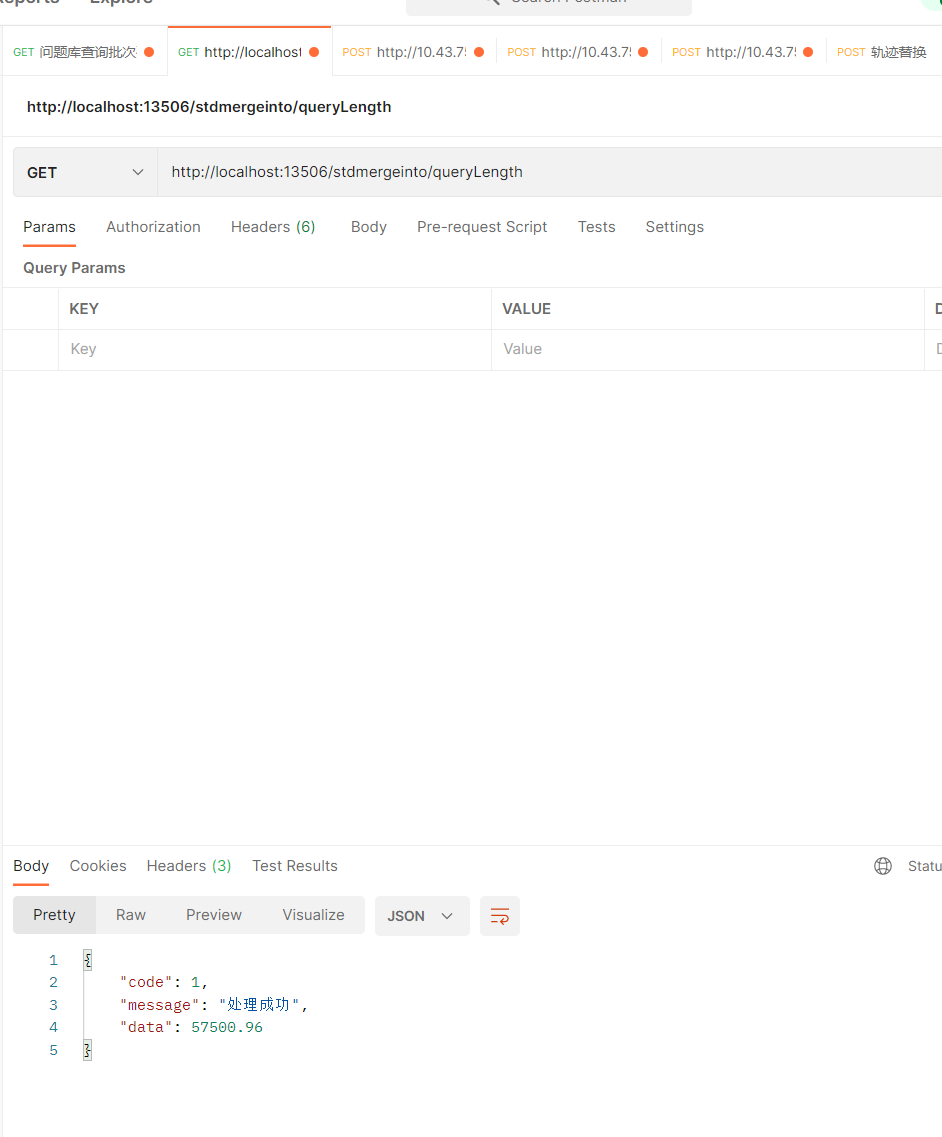 Reports Explore Search Postman
GET 问题库查询批次 GET http://localhost POST http://10.43.75 POST http://10.43.75 POST http://10.43.75 POST 轨迹替换
http://localhost:13506/stdmergeinto/queryLength
GET http://localhost:13506/stdmergeinto/queryLength
Params Authorization Headers (6) Body Pre-request Script Tests Settings
Query Params
KEY VALUE D
Key Value D
Body Cookies Headers (3) Test Results Statu
Pretty Raw Preview Visualize JSON
1 {
2 "code": 1,
3 "message": "处理成功",
4 "data": 57500.96
5 }